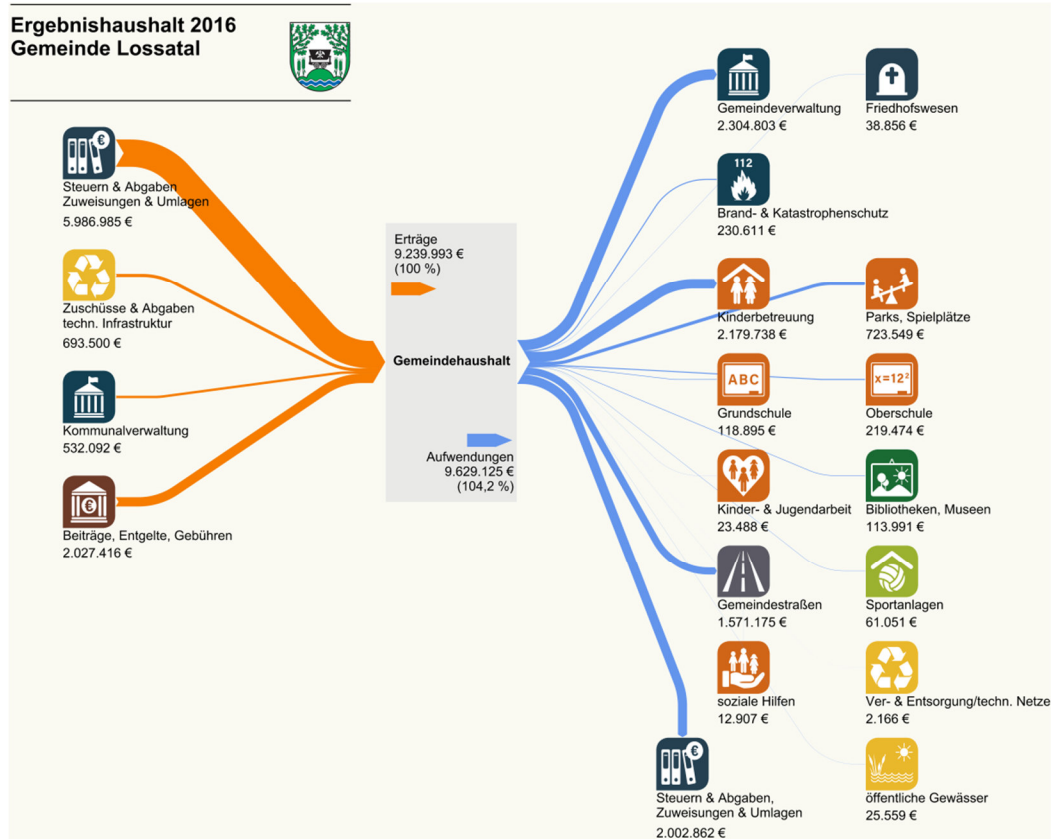 Ergebnishaushalt 2016
Gemeinde Lossatal
€
Steuern & Abgaben
Zuweisungen & Umlagen
5.986.985 €
Zuschüsse & Abgaben
techn. Infrastruktur
693.500 €
Kommunalverwaltung
532.092 €
€
Beiträge, Entgelte, Gebühren
2.027.416 €
Erträge
9.239.993 €
(100 %)
Gemeindehaushalt
Aufwendungen
9.629.125 €
(104,2 %)
Gemeindeverwaltung
2.304.803 €
Friedhofswesen
38.856 €
112
Brand- & Katastrophenschutz
230.611 €
Kinderbetreuung
2.179.738 €
Parks, Spielplätze
723.549 €
ABC
Grundschule
118.895 €
x=12²
Oberschule
219.474 €
Kinder- & Jugendarbeit
23.488 €
Bibliotheken, Museen
113.991 €
Gemeindestraßen
1.571.175 €
Sportanlagen
61.051 €
soziale Hilfen
12.907 €
Ver- & Entsorgung/techn. Netze
2.166 €
€
Steuern & Abgaben,
Zuweisungen & Umlagen
2.002.862 €
öffentliche Gewässer
25.559 €